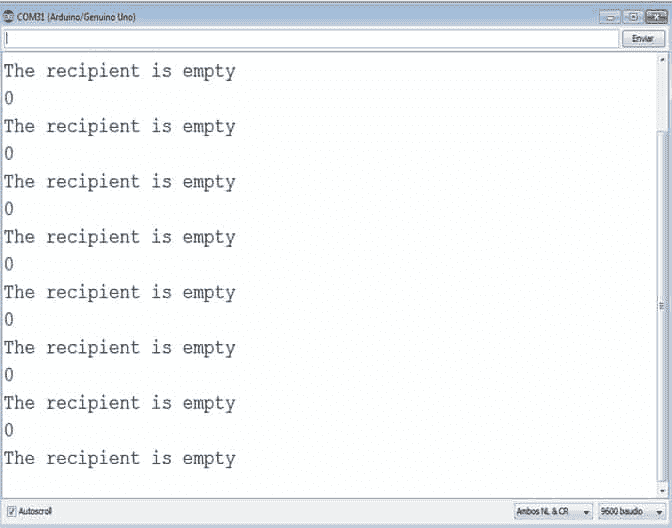 COM31 (Arduino/Genuino Uno)
Enviar
The recipient is empty
0
The recipient is empty
0
The recipient is empty
0
The recipient is empty
0
The recipient is empty
0
The recipient is empty
0
The recipient is empty
0
The recipient is empty
Autoscroll
Ambos NL & CR
9600 baudio